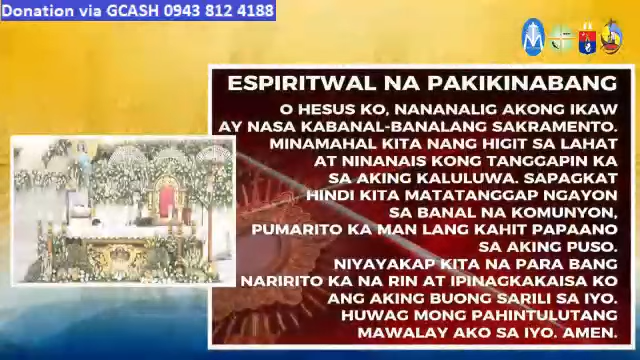 Donation via GCASH 0943 812 4188
ESPIRITWAL NA PAKIKINABANG
O HESUS KO, NANANALIG AKONG IKAW
AY NASA KABANAL-BANALANG SAKRAMENTO.
MINAMAHAL KITA NANG HIGIT SA LAHAT
AT NINANAIS KONG TANGGAPIN KA
SA AKING KALULUWA. SAPAGKAT
HINDI KITA MATATANGGAP NGAYON
SA BANAL NA KOMUNYON,
PUMARITO KA MAN LANG KAHIT PAPAANO
SA AKING PUSO.
NIYAYAKAP KITA NA PARA BANG
NARIRITO KA NA RIN AT IPINAGKAKAISA KO
ANG AKING BUONG SARILI SA IYO.
HUWAG MONG PAHINTULUTANG
MAWALAY AKO SA IYO. AMEN.